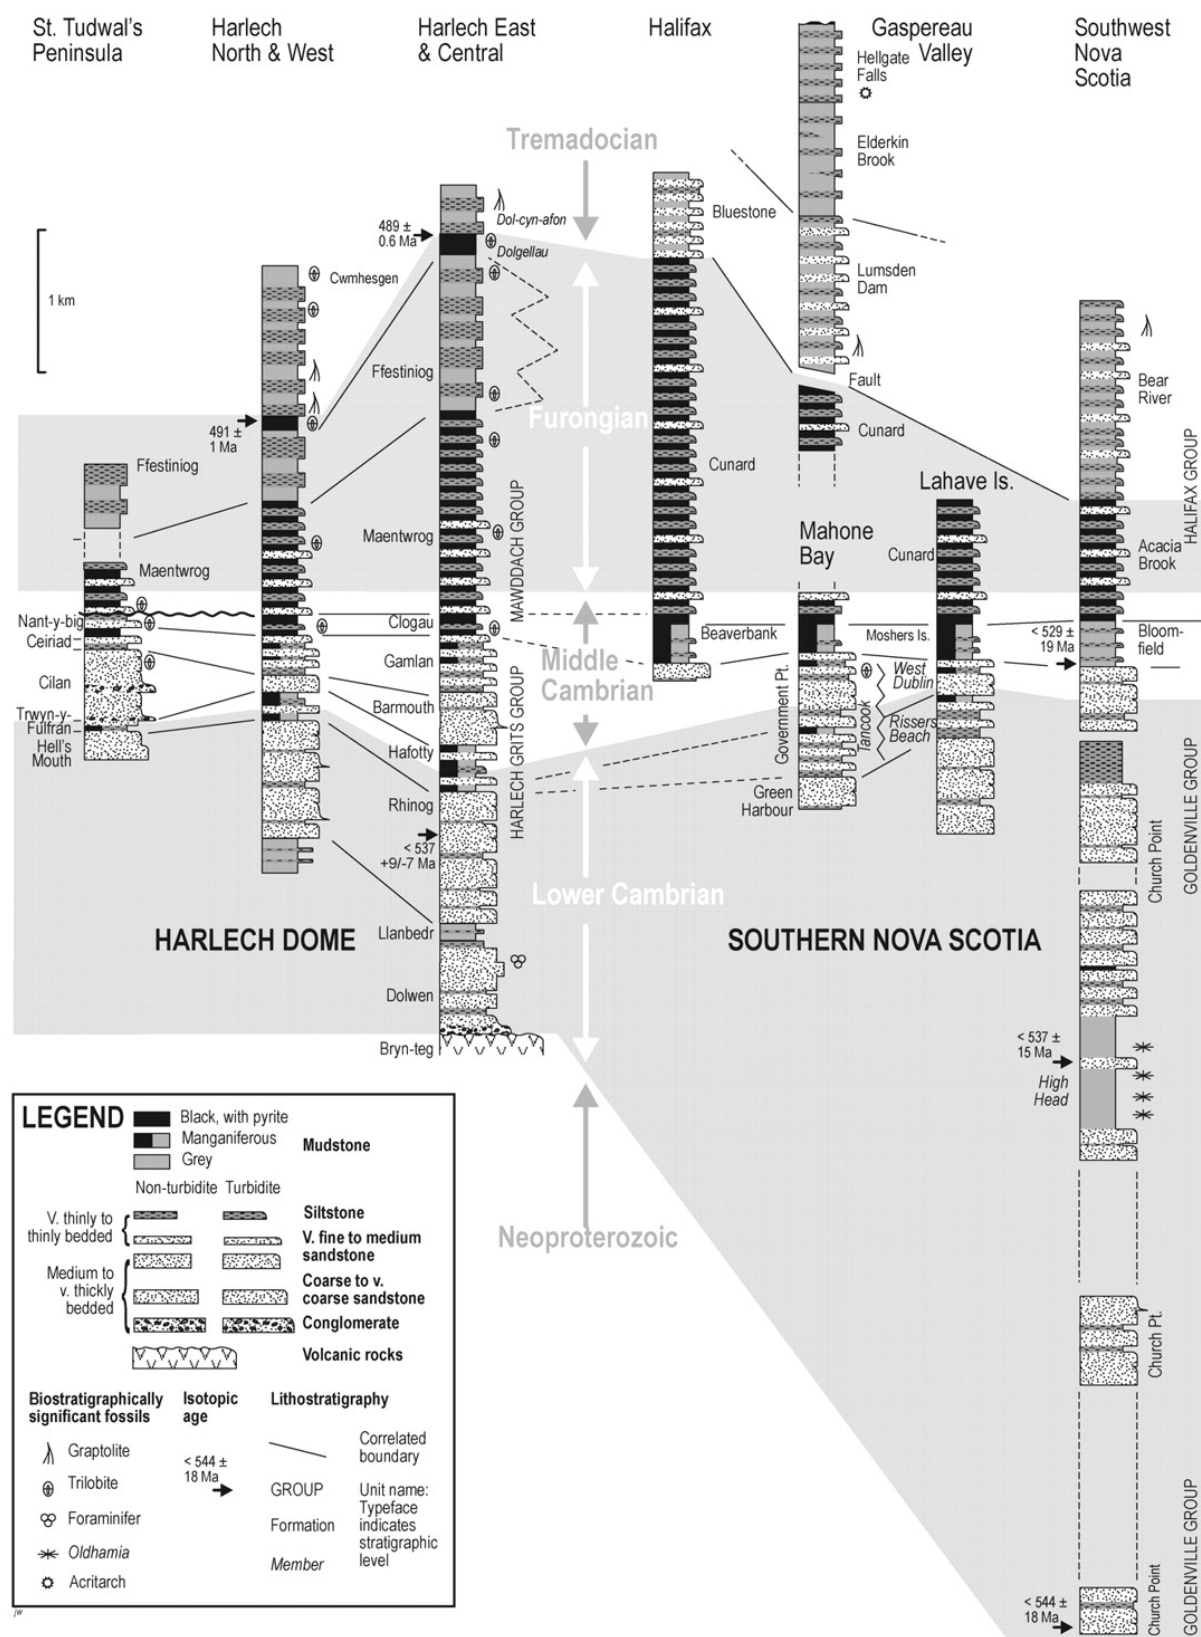 St. Tudwal's
Peninsula
Harlech
North & West
Harlech East
& Central
Halifax
Gaspereau
Valley
Southwest
Nova
Scotia
Hellgate
Falls
Elderkin
Brook
Tremadocian
Bluestone
Dol-cyn-afon
489 ±
0.6 Ma
Dolgellau
1 km
Cwmhesgen
Lumsden
Dam
Ffestiniog
Fault
Bear
River
491 ±
1 Ma
Furongian
Cunard
Ffestiniog
Cunard
Lahave Is.
HALIFAX GROUP
MAWDDACH GROUP
Maentwrog
Mahone
Bay
Cunard
Acacia
Brook
Maentwrog
Nant-y-big
Ceiriad
Clogau
Beaverbank
Moshers Is.
< 529 ±
19 Ma
Bloom-
field
Gamlan
Middle
Cambrian
West
Dublin
Cilan
Barmouth
Government Pt.
Tancook
Trwyn-y-
Fulfran
Hell's
Mouth
Hafotty
HARLECH GRITS GROUP
Rissers
Beach
Rhinog
Green
Harbour
GOLDENVILLE GROUP
< 537
+9/-7 Ma
Church Point
Lower Cambrian
Llanbedr
HARLECH DOME
SOUTHERN NOVA SCOTIA
Dolwen
Bryn-teg
< 537 ±
15 Ma
High
Head
LEGEND
Black, with pyrite
Manganiferous
Mudstone
Grey
Non-turbidite
Turbidite
V. thinly to
thinly bedded
Siltstone
V. fine to medium
sandstone
Medium to
v. thickly
bedded
Coarse to v.
coarse sandstone
Conglomerate
Volcanic rocks
Neoproterozoic
Church Pt.
Biostratigraphically
significant fossils
Isotopic
age
Lithostratigraphy
Graptolite
Trilobite
Foraminifer
Oldhamia
Acritarch
< 544 ±
18 Ma
Correlated
boundary
GROUP
Formation
Member
Unit name:
Typeface
indicates
stratigraphic
level
< 544 ±
18 Ma
Church Point
GOLDENVILLE GROUP
jw